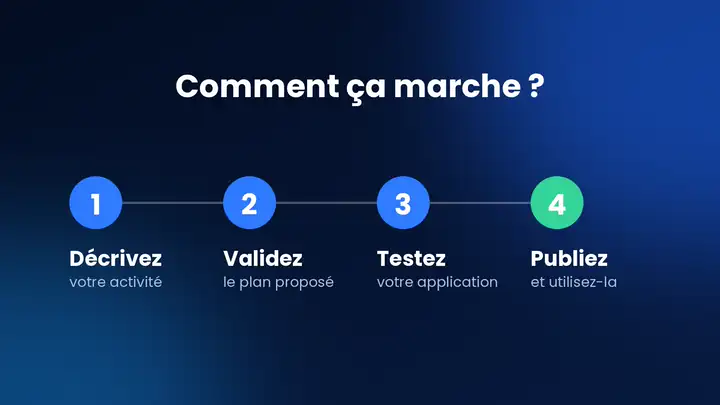 Comment ça marche ?
1
2
3
4
Décrivez
votre activité
Validez
le plan proposé
Testez
votre application
Publiez
et utilisez-la